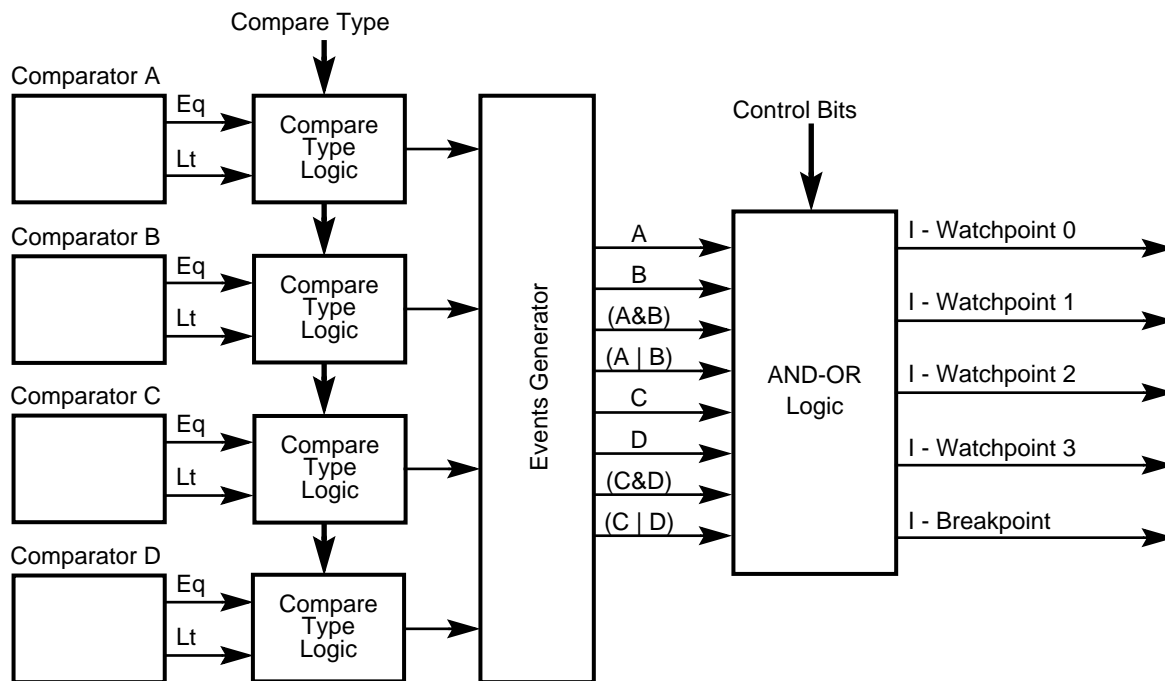 Compare Type
Comparator A
Eq
Lt
Compare
Type
Logic
Comparator B
Eq
Lt
Compare
Type
Logic
Comparator C
Eq
Lt
Compare
Type
Logic
Comparator D
Eq
Lt
Compare
Type
Logic
Events Generator
A
B
(A&B)
(A | B)
C
D
(C&D)
(C | D)
Control Bits
AND-OR
Logic
I - Watchpoint 0
I - Watchpoint 1
I - Watchpoint 2
I - Watchpoint 3
I - Breakpoint